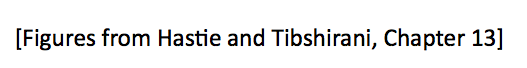 [Figures from Hastie and Tibshirani, Chapter 13]